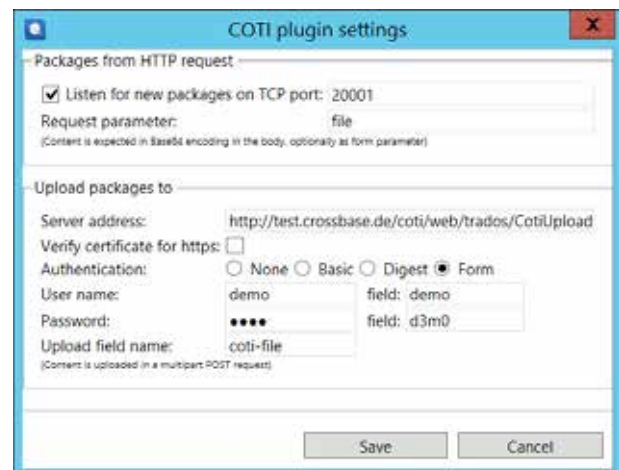 COTI plugin settings
Packages from HTTP request
Listen for new packages on TCP port: 20001
Request parameter: file
(Content is expected in Base64 encoding in the body, optionally as form parameter)
Upload packages to
Server address: http://test.crossbase.de/coti/web/trados/CotiUpload
Verify certificate for https:
Authentication: None Basic Digest Form
User name: demo field: demo
Password: ●●●● field: d3m0
Upload field name: coti-file
(Content is uploaded in a multipart POST request)
Save Cancel